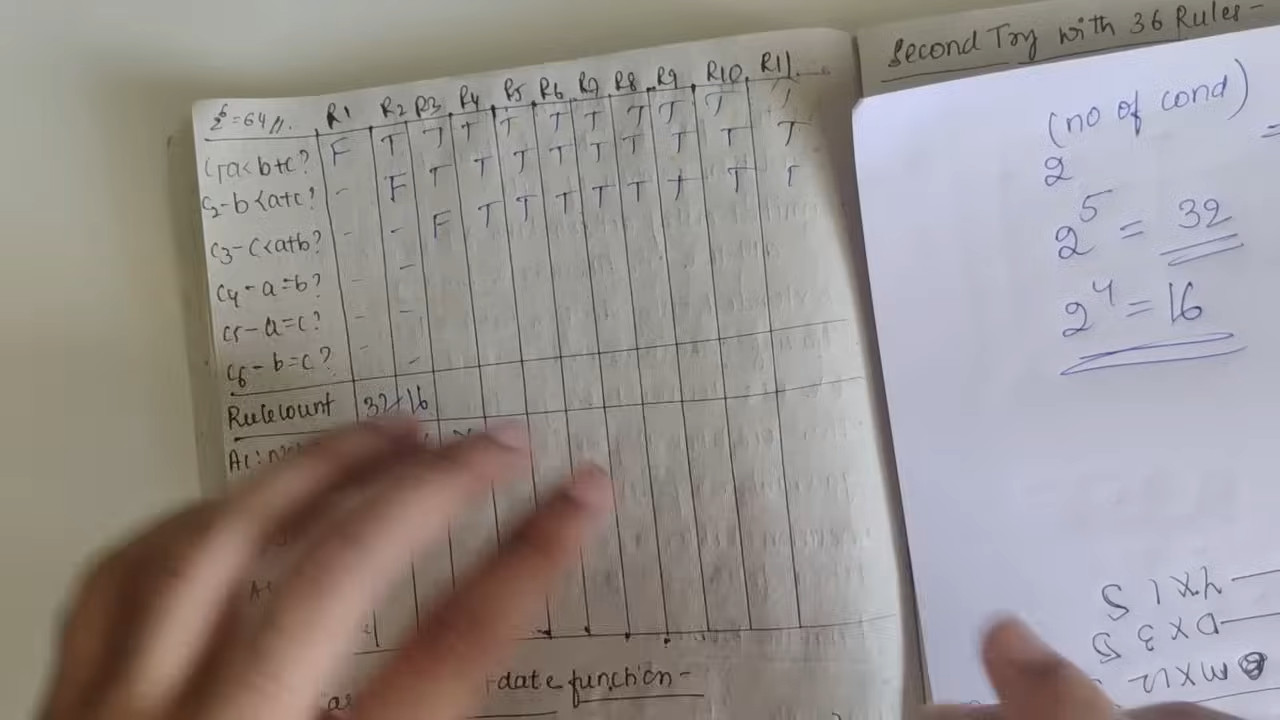 2^6 = 64 //. R1 R2 R3 R4 R5 R6 R7 R8 R9 R10 R11
C1-a<b+c? F T T T T T T T T T T
C2-b<a+c? - F T T T T T T T T T
C3-c<a+b? - - F T T T T T T T T
C4-a=b? - -
C5-a=c? - -
C6-b=c? - -
Rulecount 32 16
-date function-
Second Try with 36 Rules-
(no of cond)
2
2^5 = 32
2^4 = 16